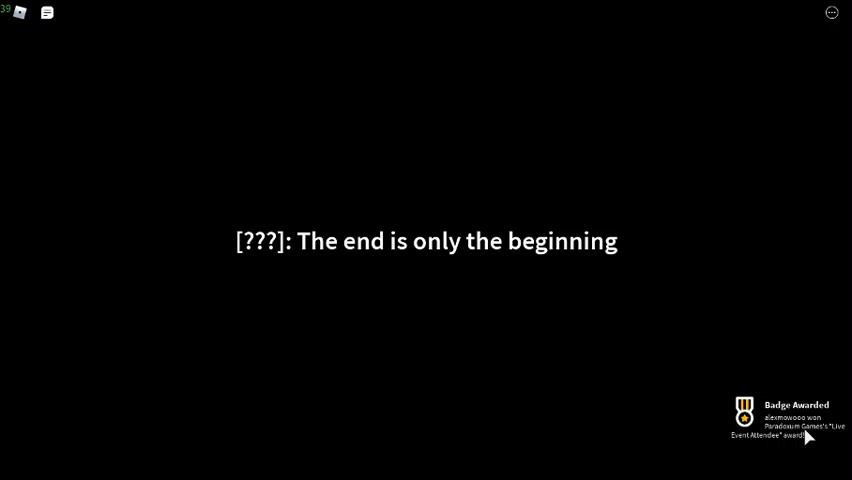 39
[???]: The end is only the beginning
Badge Awarded
alexmowooo won
Paradoxum Games's "Live
Event Attendee" award!